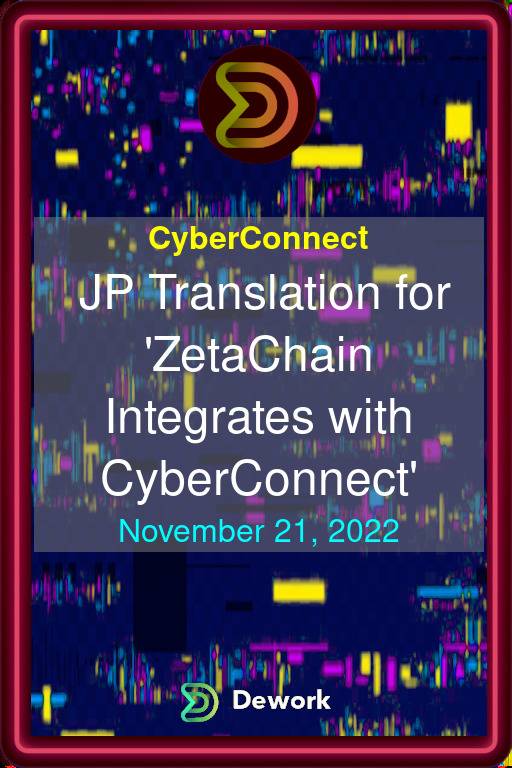 CyberConnect
JP Translation for
'ZetaChain
Integrates with
CyberConnect'
November 21, 2022
Dework